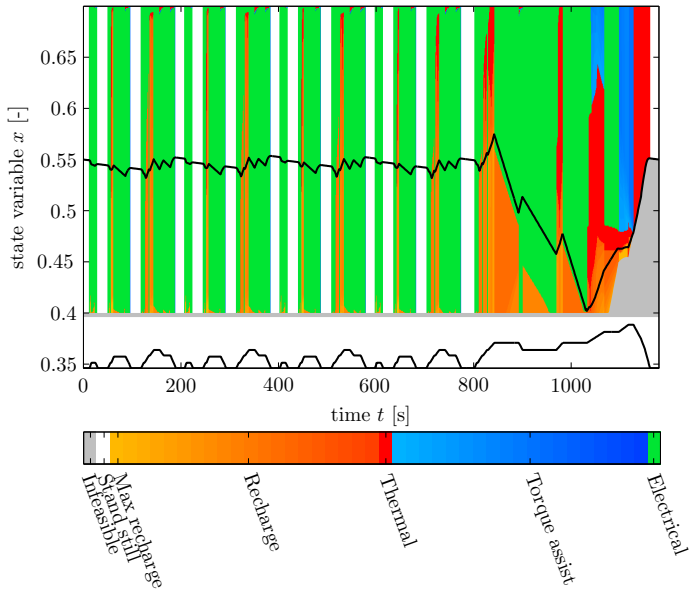 0.65
0.6
0.55
0.5
0.45
0.4
0.35
state variable x [-]
0 200 400 600 800 1000
time t [s]
Infeasible
Stand still
Max recharge
Recharge
Thermal
Torque assist
Electrical